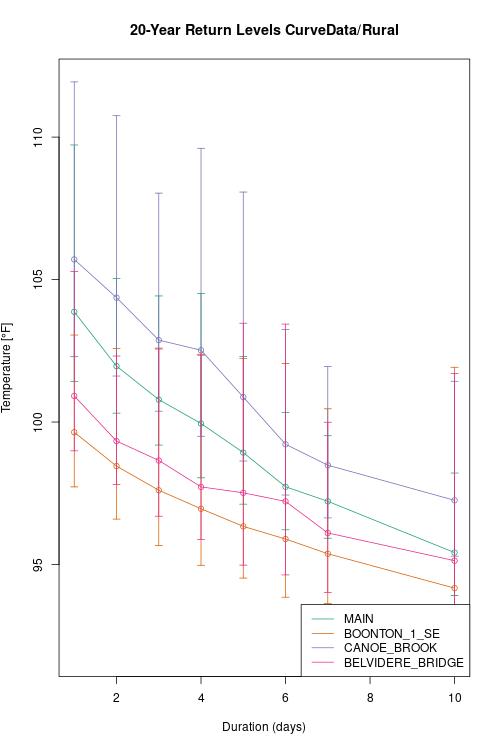 20-Year Return Levels CurveData/Rural
Temperature [°F]
110
105
100
95
2
4
6
8
10
Duration (days)
MAIN
BOONTON_1_SE
CANOE_BROOK
BELVIDERE_BRIDGE